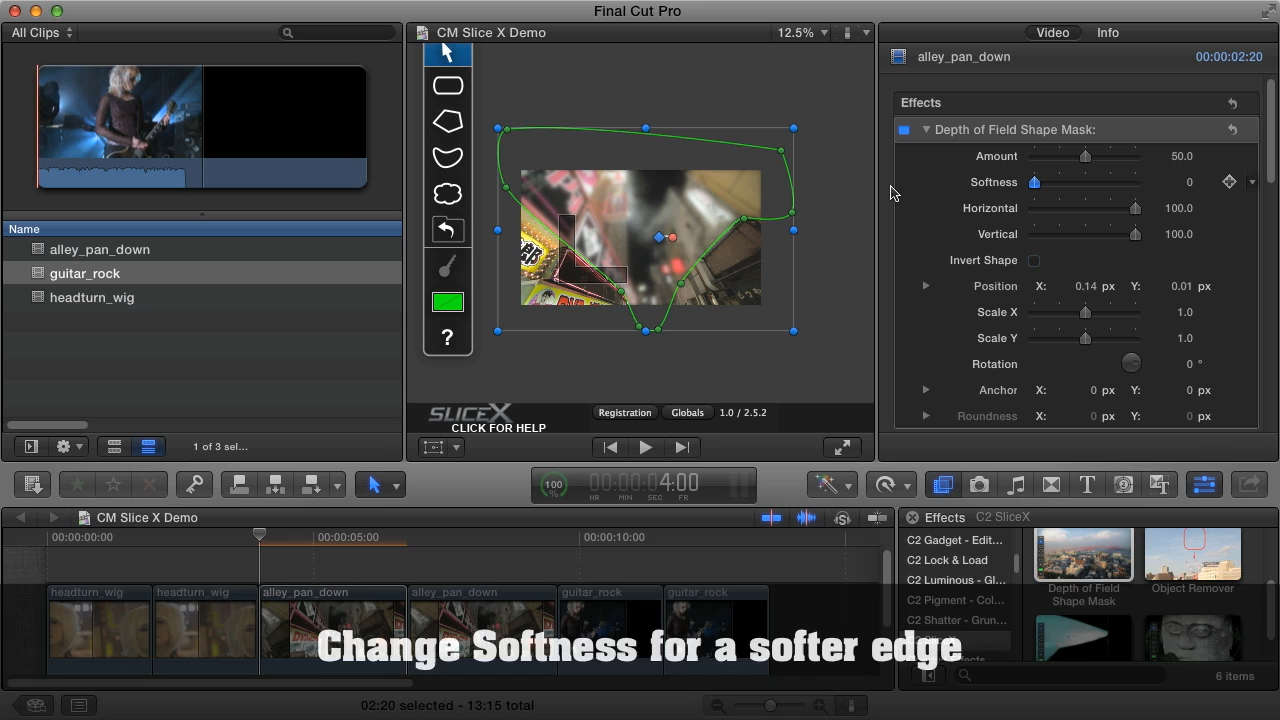 Final Cut Pro
All Clips
CM Slice X Demo
12.5%
Video
Info
alley_pan_down
00:00:02:20
Effects
Depth of Field Shape Mask:
Amount
50.0
Softness
0
Horizontal
100.0
Vertical
100.0
Invert Shape
Position X: 0.14 px Y: 0.01 px
Scale X
1.0
Scale Y
1.0
Rotation
0 °
Anchor X: 0 px Y: 0 px
Roundness X: 0 px Y: 0 px
Name
alley_pan_down
guitar_rock
headturn_wig
1 of 3 sel...
?
SLICEX
CLICK FOR HELP
Registration
Globals
1.0 / 2.5.2
100
%
00:00:04:00
HR MIN SEC FR
CM Slice X Demo
Effects
C2 SliceX
00:00:00:00
00:00:05:00
00:00:10:00
headturn_wig
headturn_wig
alley_pan_down
alley_pan_down
guitar_rock
guitar_rock
C2 Gadget - Edit...
C2 Lock & Load
C2 Luminous - Gl...
C2 Pigment - Col...
C2 Shatter - Grun...
Depth of Field
Shape Mask
Object Remover
Change Softness for a softer edge
6 items
02:20 selected - 13:15 total